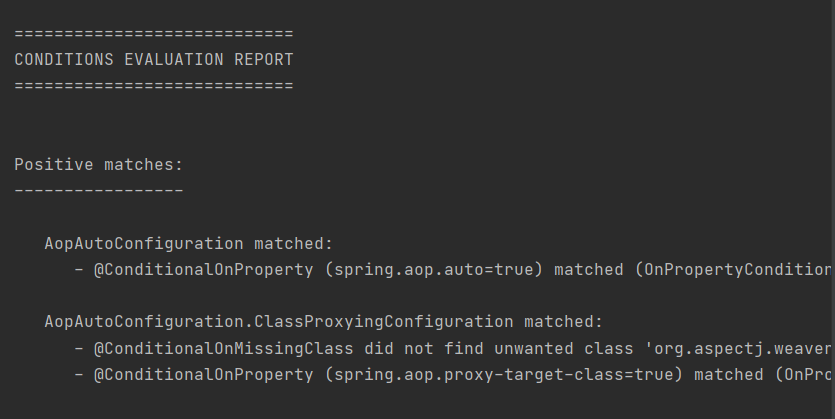 ============================
CONDITIONS EVALUATION REPORT
============================
Positive matches:
-----------------
AopAutoConfiguration matched:
- @ConditionalOnProperty (spring.aop.auto=true) matched (OnPropertyCondition
AopAutoConfiguration.ClassProxyingConfiguration matched:
- @ConditionalOnMissingClass did not find unwanted class 'org.aspectj.weaver
- @ConditionalOnProperty (spring.aop.proxy-target-class=true) matched (OnPro